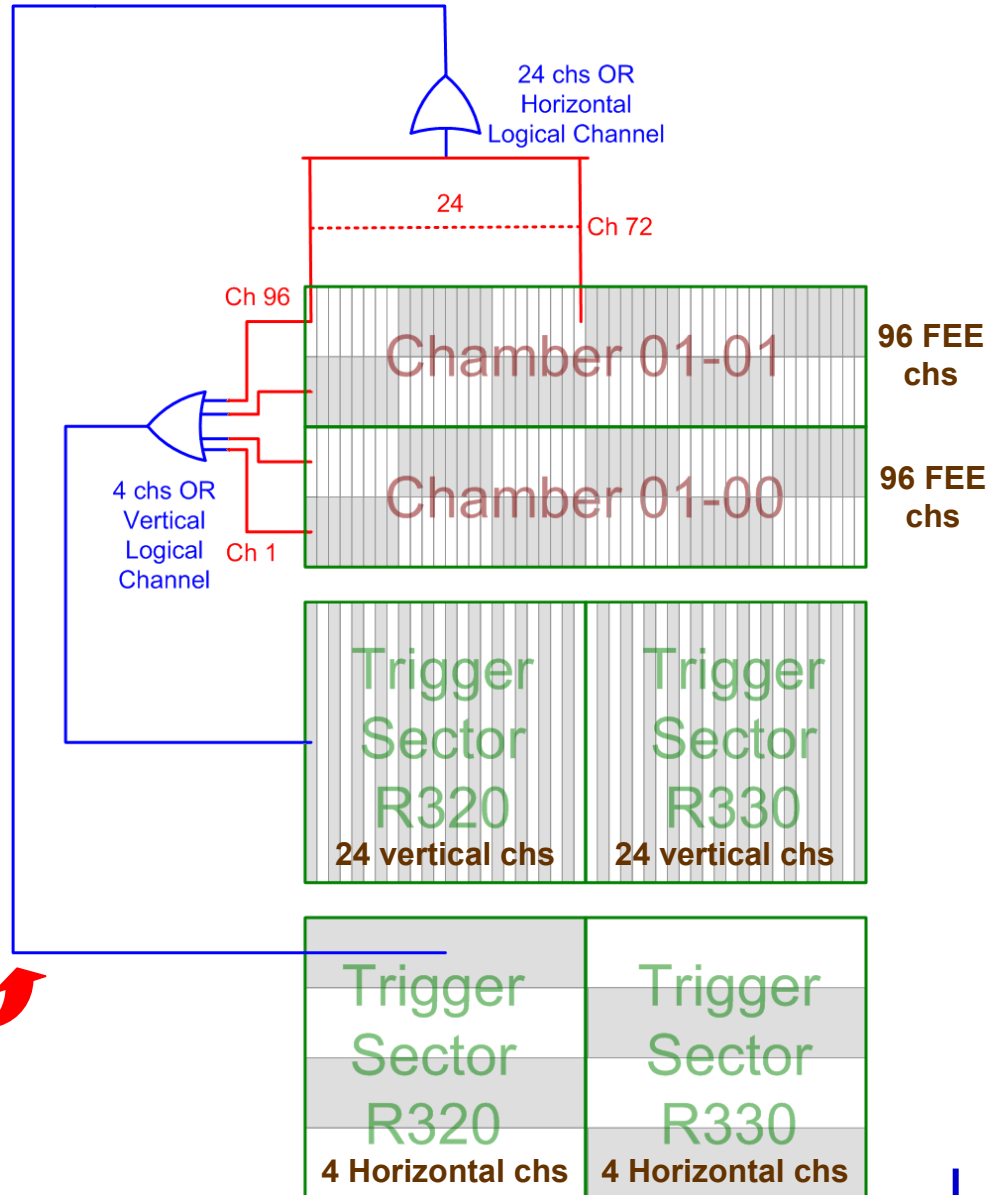 24 chs OR
Horizontal
Logical Channel
24
Ch 72
Ch 96
Chamber 01-01
96 FEE
chs
4 chs OR
Vertical
Logical
Channel
Ch 1
Chamber 01-00
96 FEE
chs
Trigger
Sector
R320
24 vertical chs
Trigger
Sector
R330
24 vertical chs
Trigger
Sector
R320
4 Horizontal chs
Trigger
Sector
R330
4 Horizontal chs